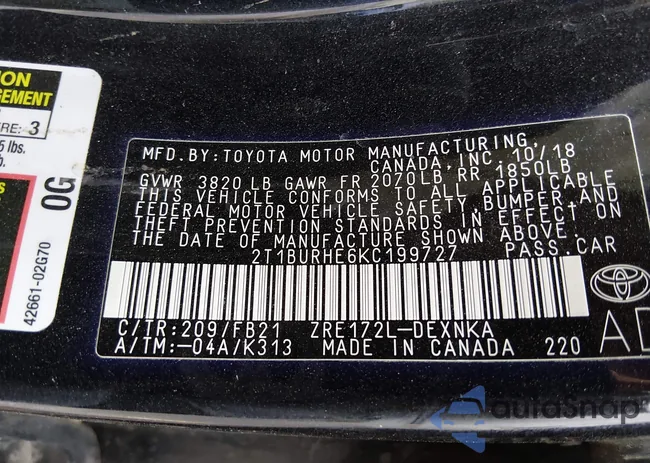 ION
GEMENT
RE: 3
5 lbs.
b.
0G
42661-02G70
MFD.BY:TOYOTA MOTOR MANUFACTURING,
CANADA, INC. 10/18
GVWR 3820 LB GAWR FR 2070LB RR 1850LB
THIS VEHICLE CONFORMS TO ALL APPLICABLE
FEDERAL MOTOR VEHICLE SAFETY,BUMPER,AND
THEFT PREVENTION STANDARDS IN EFFECT ON
THE DATE OF MANUFACTURE SHOWN ABOVE.
2T1BURHE6KC199727 PASS.CAR
C/TR:209/FB21 ZRE172L-DEXNKA
A/TM:-04A/K313 MADE IN CANADA 220
AD
autosnap